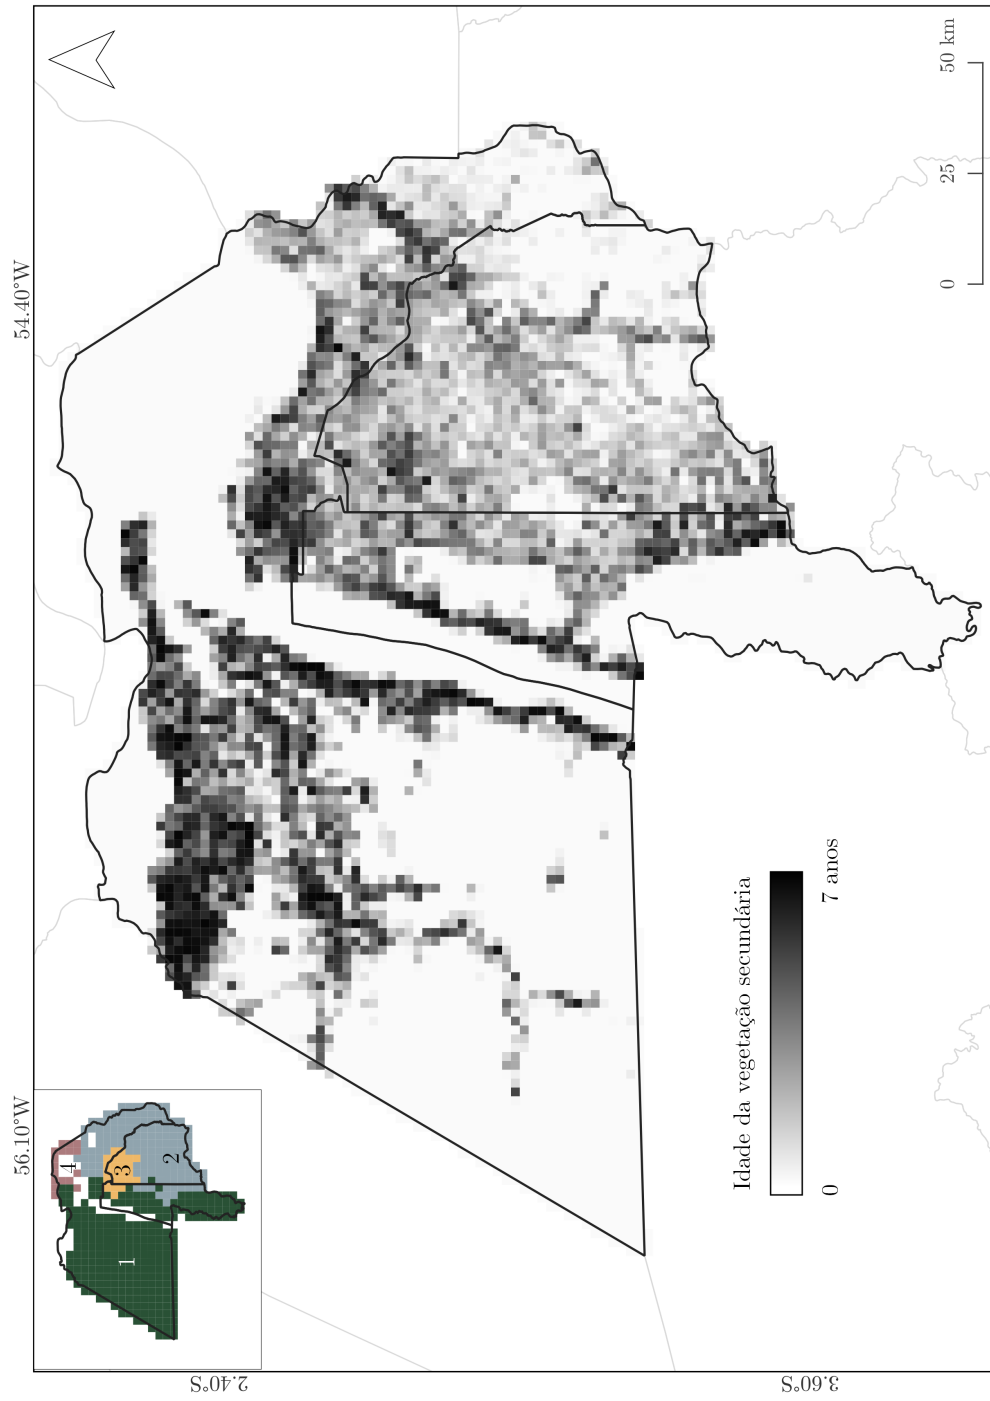 56.10°W
54.40°W
2.40°S
3.60°S
1
2
3
4
Idade da vegetação secundária
0
7 anos
0
25
50 km